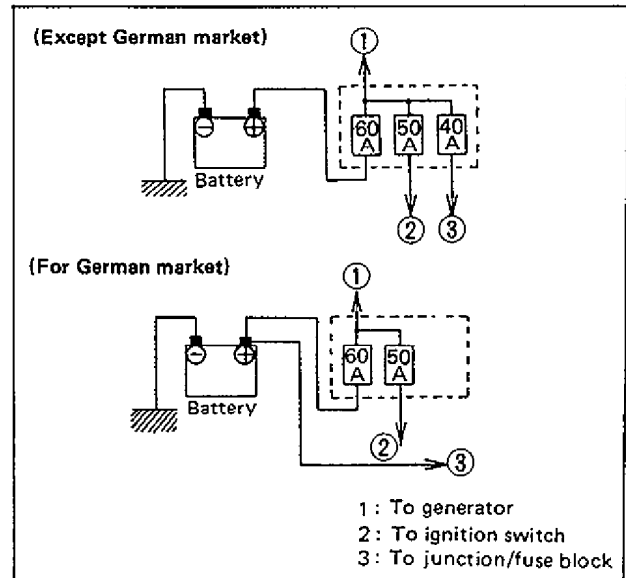 (Except German market)
1
60 A
50 A
40 A
− +
Battery
2
3
(For German market)
1
60 A
50 A
− +
Battery
2
3
1 : To generator
2 : To ignition switch
3 : To junction/fuse block